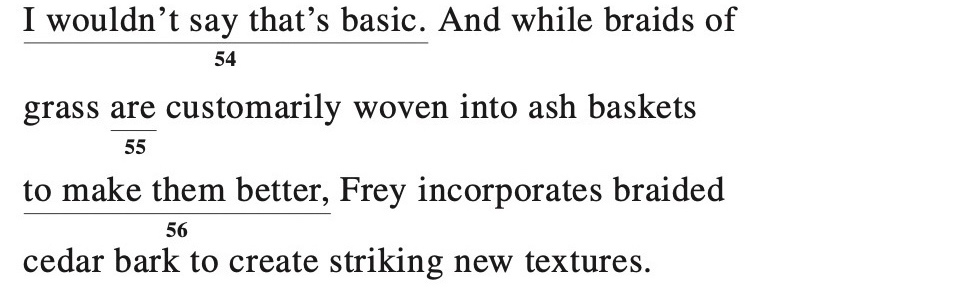 I wouldn’t say that’s basic. And while braids of
54
grass are customarily woven into ash baskets
55
to make them better, Frey incorporates braided
56
cedar bark to create striking new textures.